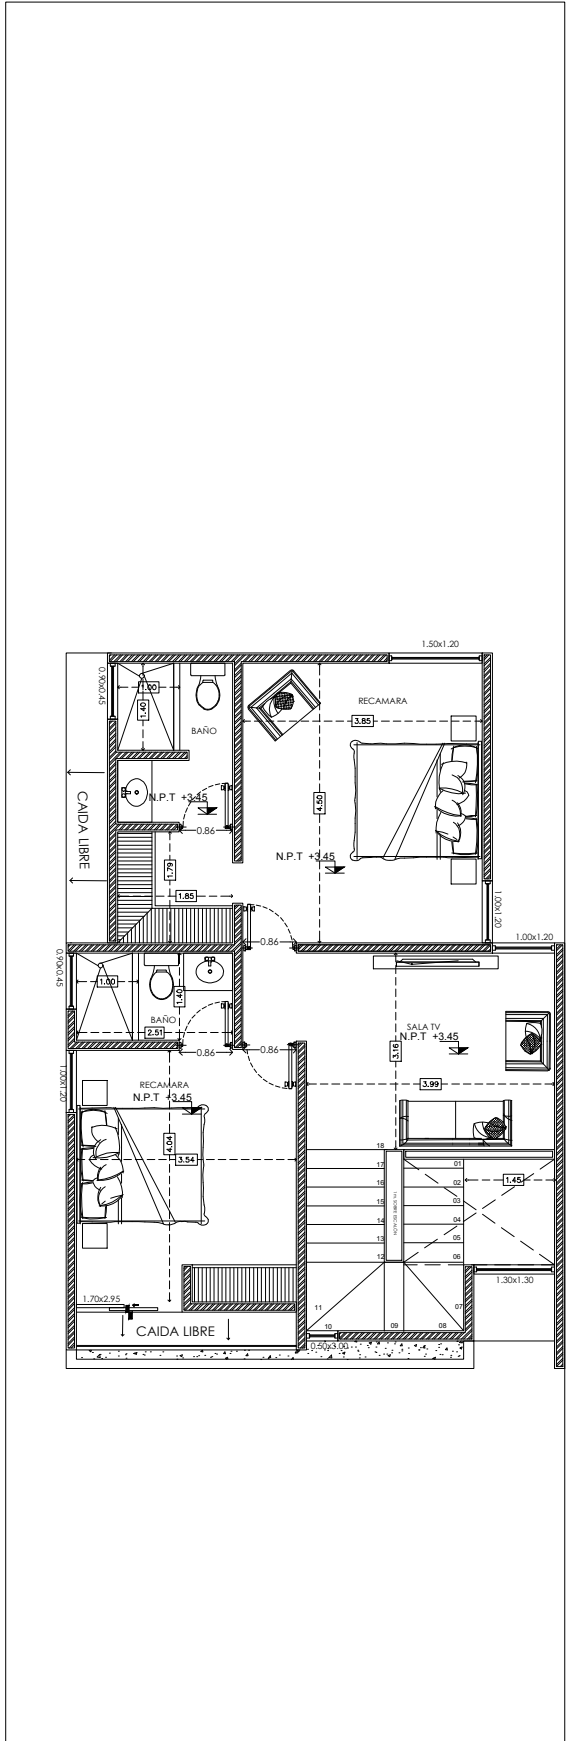 1.50x1.20
0.90x0.45
1.00
1.40
BAÑO
RECAMARA
3.85
N.P.T +3.45
0.86
4.50
CAIDA LIBRE
N.P.T +3.45
1.79
1.85
1.00x1.20
0.86
1.00x1.20
0.90x0.45
1.00
1.40
BAÑO
2.51
0.86
0.86
SALA TV
N.P.T +3.45
3.16
3.99
1.00x1.20
RECAMARA
N.P.T +3.45
4.04
3.54
18
17
16
15
14
13
12
11
10
09
08
07
06
05
04
03
02
01
1.45
1.30x1.30
1.70x2.95
CAIDA LIBRE
0.50x3.00